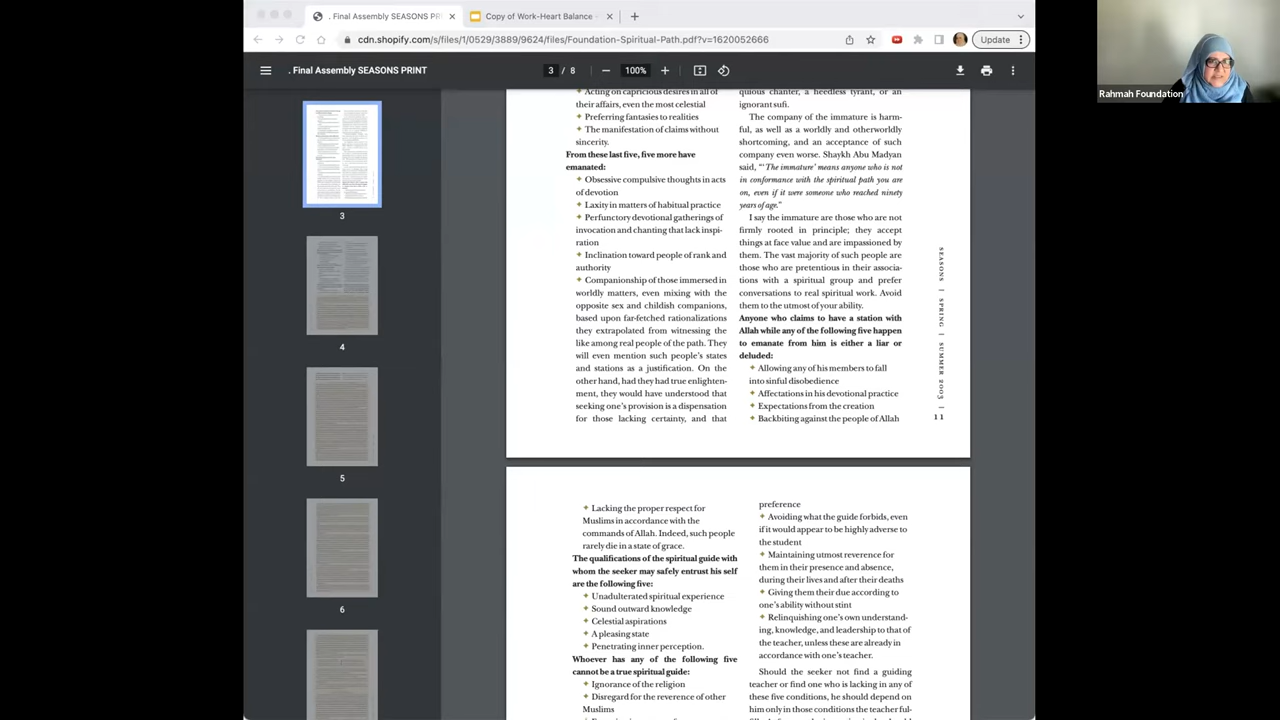 . Final Assembly SEASONS PRI
Copy of Work-Heart Balance
cdn.shopify.com/s/files/1/0529/3889/9624/files/Foundation-Spiritual-Path.pdf?v=1620052666
Update
. Final Assembly SEASONS PRINT
3 / 8
100%
Rahmah Foundation
3
4
5
6
Acting on capricious desires in all of
their affairs, even the most celestial
✦ Preferring fantasies to realities
✦ The manifestation of claims without
sincerity.
From these last five, five more have
emanated:
✦ Obsessive compulsive thoughts in acts
of devotion
✦ Laxity in matters of habitual practice
✦ Perfunctory devotional gatherings of
invocation and chanting that lack inspi-
ration
✦ Inclination toward people of rank and
authority
✦ Companionship of those immersed in
worldly matters, even mixing with the
opposite sex and childish companions,
based upon far-fetched rationalizations
they extrapolated from witnessing the
like among real people of the path. They
will even mention such people's states
and stations as a justification. On the
other hand, had they had true enlighten-
ment, they would have understood that
seeking one's provision is a dispensation
for those lacking certainty, and that
quious chanter, a heedless tyrant, or an
ignorant sufi.
The company of the immature is harm-
ful, as well as a worldly and otherworldly
shortcoming, and an acceptance of such
company even worse. Shaykh Abu Madyan
said, "'The immature' means anyone who is not
in conformance with the spiritual path you are
on, even if it were someone who reached ninety
years of age."
I say the immature are those who are not
firmly rooted in principle; they accept
things at face value and are impassioned by
them. The vast majority of such people are
those who are pretentious in their associa-
tions with a spiritual group and prefer
conversations to real spiritual work. Avoid
them to the utmost of your ability.
Anyone who claims to have a station with
Allah while any of the following five happen
to emanate from him is either a liar or
deluded:
✦ Allowing any of his members to fall
into sinful disobedience
✦ Affectations in his devotional practice
✦ Expectations from the creation
✦ Backbiting against the people of Allah
SEASONS | SPRING | SUMMER 2003 |
11
✦ Lacking the proper respect for
Muslims in accordance with the
commands of Allah. Indeed, such people
rarely die in a state of grace.
The qualifications of the spiritual guide with
whom the seeker may safely entrust his self
are the following five:
✦ Unadulterated spiritual experience
✦ Sound outward knowledge
✦ Celestial aspirations
✦ A pleasing state
✦ Penetrating inner perception.
Whoever has any of the following five
cannot be a true spiritual guide:
✦ Ignorance of the religion
✦ Disregard for the reverence of other
Muslims
preference
✦ Avoiding what the guide forbids, even
if it would appear to be highly adverse to
the student
✦ Maintaining utmost reverence for
them in their presence and absence,
during their lives and after their deaths
✦ Giving them their due according to
one's ability without stint
✦ Relinquishing one's own understand-
ing, knowledge, and leadership to that of
the teacher, unless these are already in
accordance with one's teacher.
Should the seeker not find a guiding
teacher or find one who is lacking in any of
these five conditions, he should depend on
him only in those conditions the teacher ful-